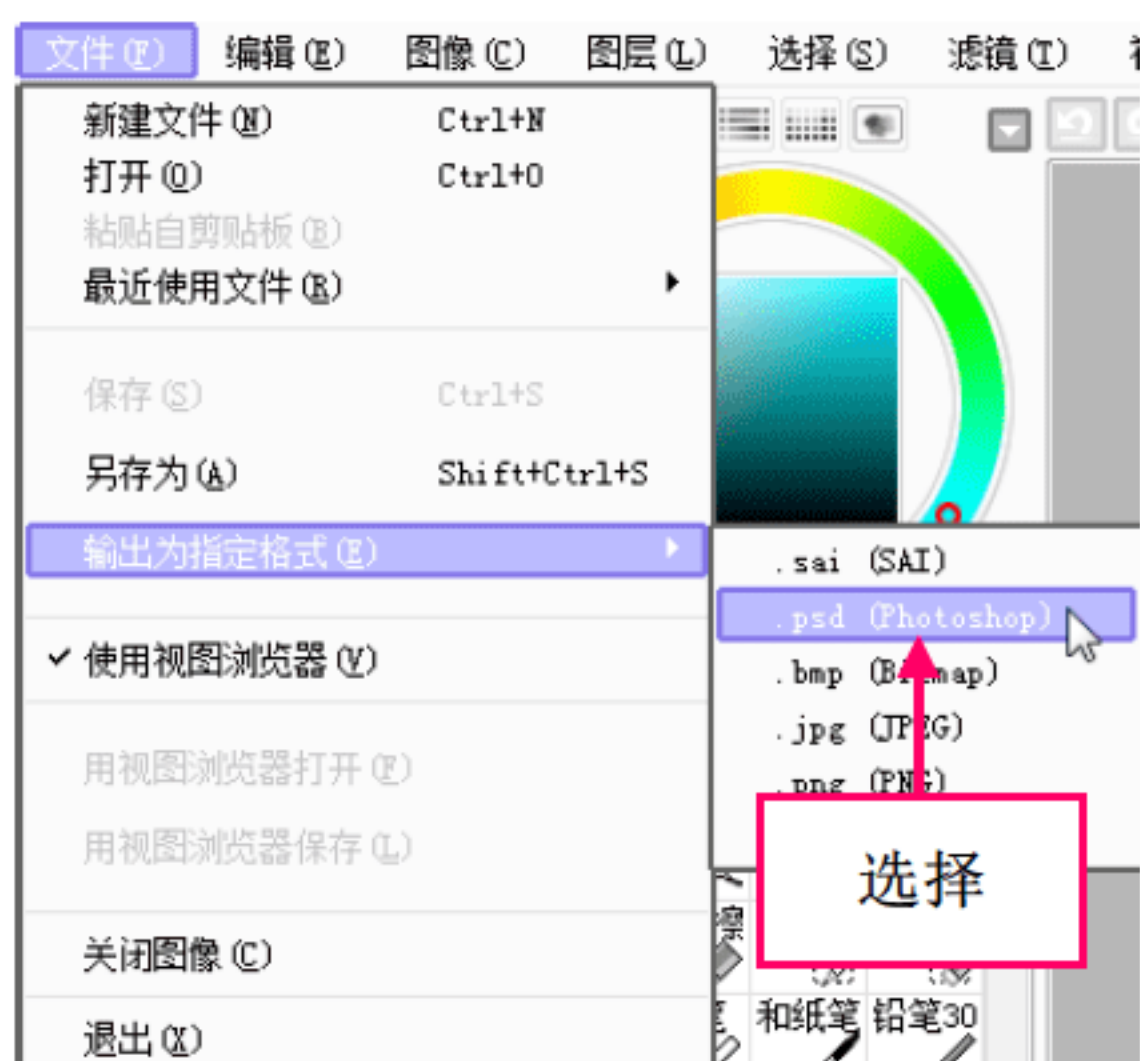 文件(F) 编辑(E) 图像(C) 图层(L) 选择(S) 滤镜(T)
新建文件(N) Ctrl+N
打开(O) Ctrl+O
粘贴自剪贴板(B)
最近使用文件(R)
保存(S) Ctrl+S
另存为(A) Shift+Ctrl+S
输出为指定格式(E)
.sai (SAI)
.psd (Photoshop)
.bmp (Bitmap)
.jpg (JPEG)
.png (PNG)
使用视图浏览器(V)
用视图浏览器打开(F)
用视图浏览器保存(L)
选择
关闭图像(C)
退出(X)
和纸笔 铅笔30